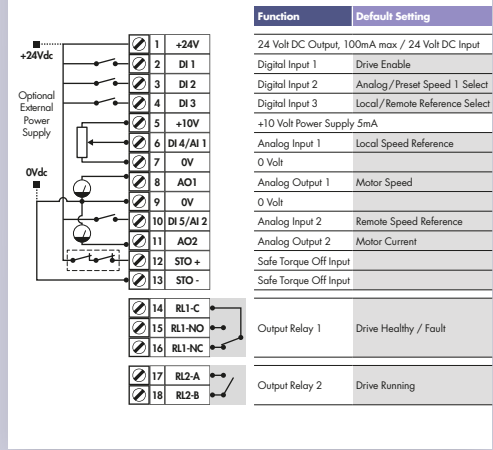 Function Default Setting
+24Vdc
Optional
External
Power
Supply
0Vdc
1 +24V 24 Volt DC Output, 100mA max / 24 Volt DC Input
2 DI 1 Digital Input 1 Drive Enable
3 DI 2 Digital Input 2 Analog/Preset Speed 1 Select
4 DI 3 Digital Input 3 Local/Remote Reference Select
5 +10V +10 Volt Power Supply 5mA
6 DI 4/AI 1 Analog Input 1 Local Speed Reference
7 0V 0 Volt
8 AO1 Analog Output 1 Motor Speed
9 0V 0 Volt
10 DI 5/AI 2 Analog Input 2 Remote Speed Reference
11 AO2 Analog Output 2 Motor Current
12 STO + Safe Torque Off Input
13 STO - Safe Torque Off Input
14 RL1-C
15 RL1-NO Output Relay 1 Drive Healthy / Fault
16 RL1-NC
17 RL2-A Output Relay 2 Drive Running
18 RL2-B